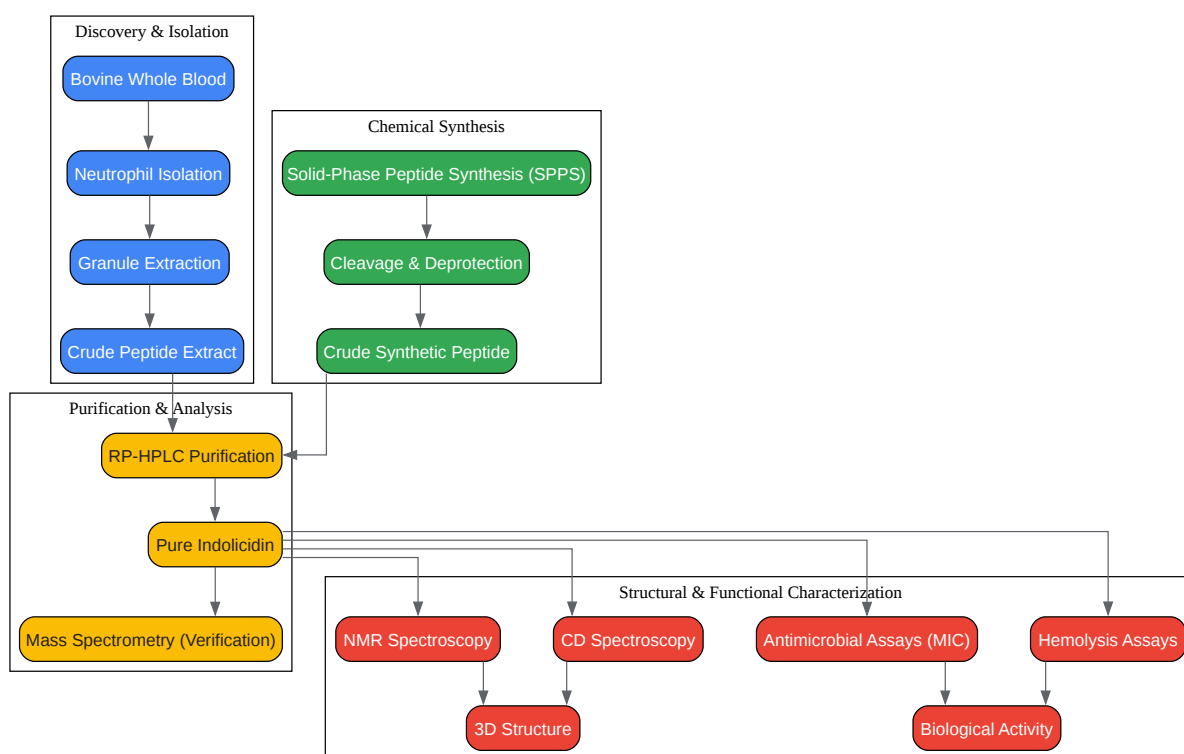 Discovery & Isolation
Bovine Whole Blood
Neutrophil Isolation
Granule Extraction
Crude Peptide Extract
Chemical Synthesis
Solid-Phase Peptide Synthesis (SPPS)
Cleavage & Deprotection
Crude Synthetic Peptide
Purification & Analysis
RP-HPLC Purification
Pure Indolicidin
Mass Spectrometry (Verification)
Structural & Functional Characterization
NMR Spectroscopy
CD Spectroscopy
Antimicrobial Assays (MIC)
Hemolysis Assays
3D Structure
Biological Activity